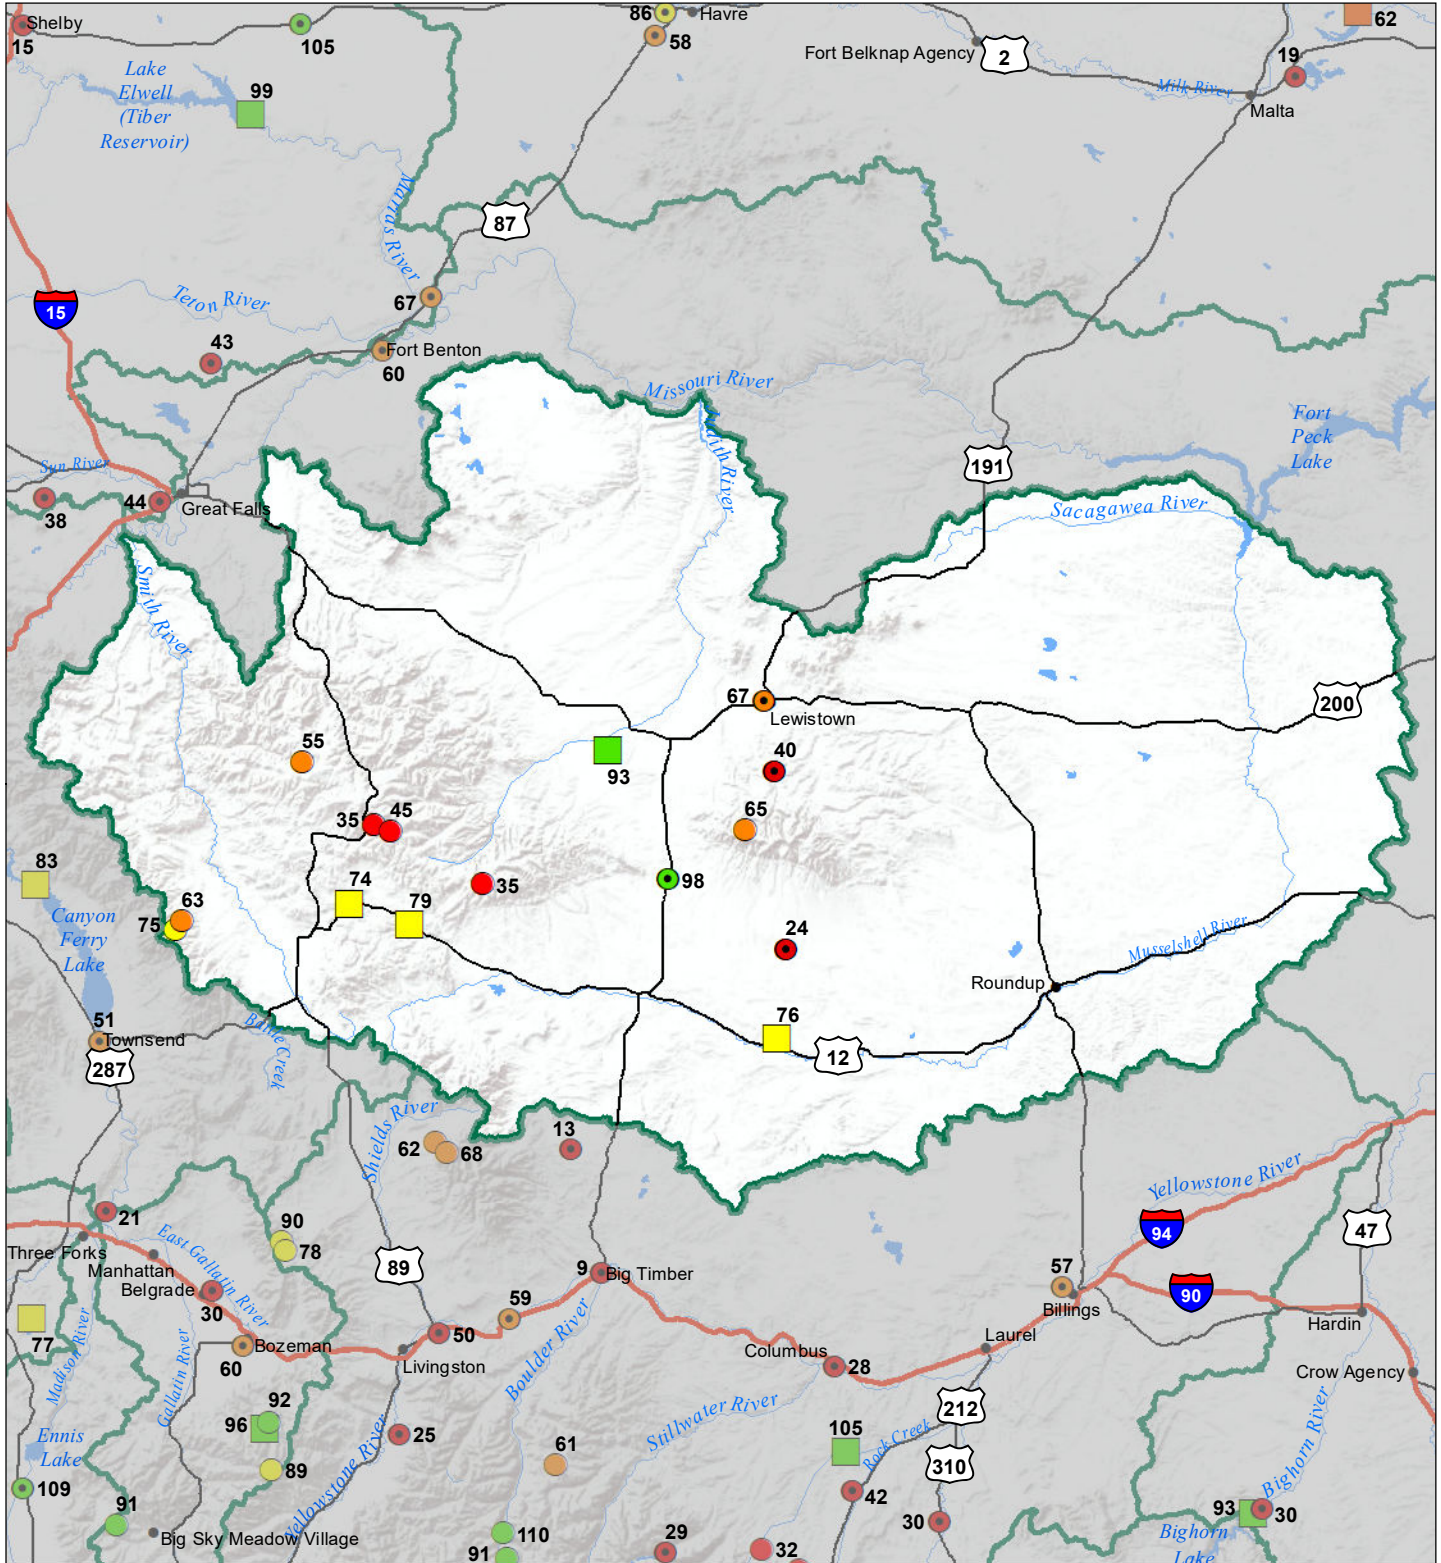 Shelby
15
105
86
Havre
58
Fort Belknap Agency
2
62
19
Milk River
Malta
Lake
Elwell
(Tiber
Reservoir)
99
Marias River
87
Teton River
67
15
43
Fort Benton
60
Missouri River
Judith River
Fort
Peck
Lake
191
Sacagawea River
Sun River
38
44
Great Falls
Smith River
200
67
Lewistown
55
93
40
35
45
65
83
74
79
35
98
Canyon
Ferry
Lake
63
75
24
Musselshell River
Roundup
51
Townsend
287
Battle Creek
76
12
Shields River
62
68
13
Yellowstone River
94
47
21
Three Forks
Manhattan
Belgrade
30
East Gallatin River
90
78
89
9
Big Timber
57
Billings
90
Hardin
77
Madison River
Gallatin River
60
Bozeman
50
Livingston
59
Boulder River
Columbus
28
Laurel
Crow Agency
Ennis
Lake
92
96
25
61
Stillwater River
105
Rock Creek
212
310
Bighorn River
109
89
91
Big Sky Meadow Village
Yellowstone River
110
91
29
32
42
30
93
30
Bighorn
Lake